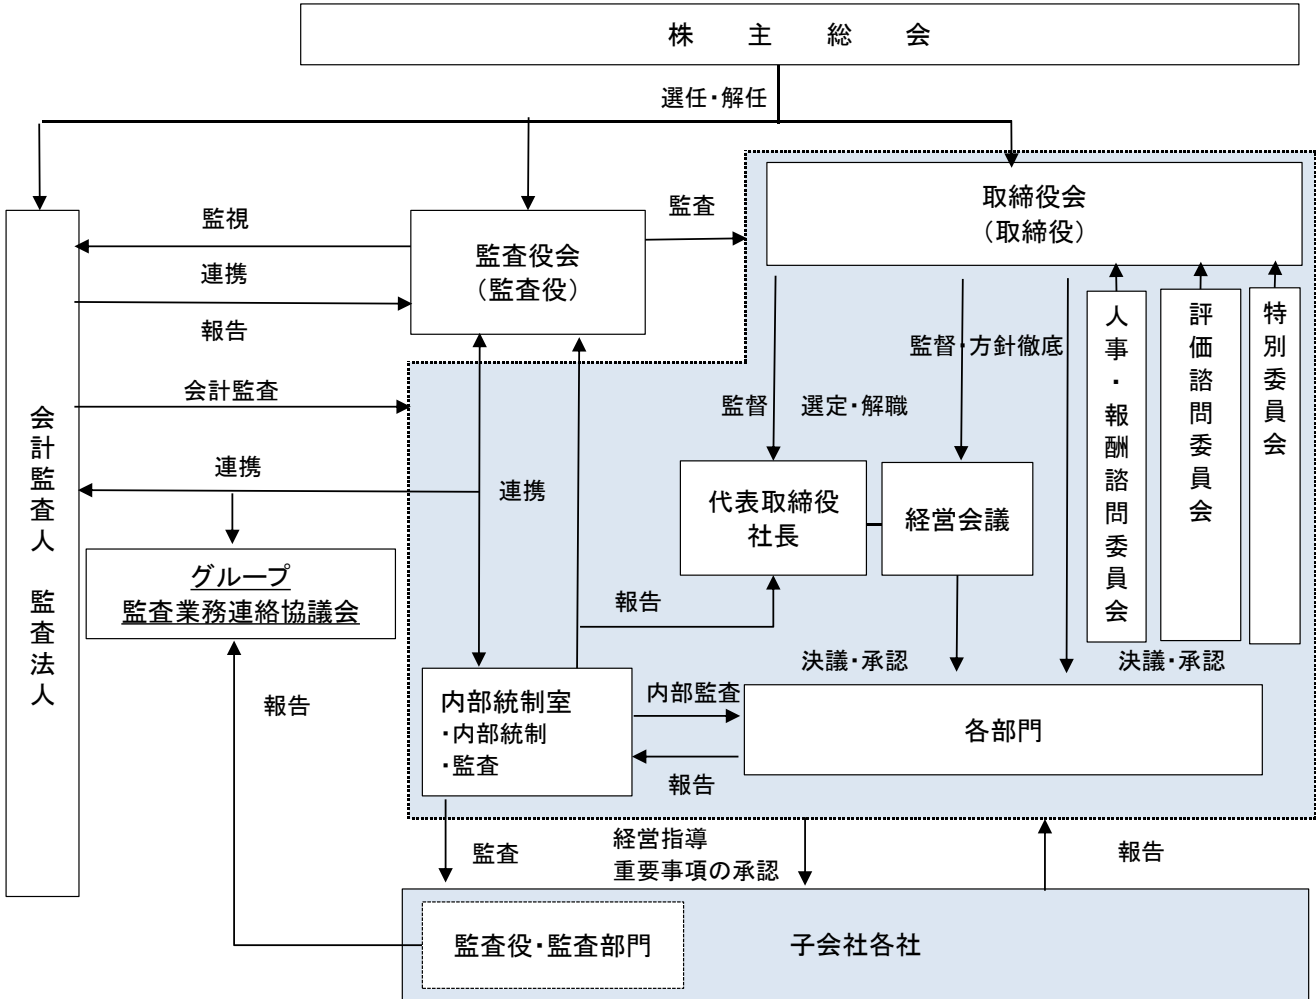 株　主　総　会
選任・解任
取締役会
（取締役）
監査
監視
監査役会
（監査役）
連携
報告
会計監査
連携
会計監査人　監査法人
監督・方針徹底
監督
選定・解職
人事・報酬諮問委員会
評価諮問委員会
特別委員会
連携
代表取締役
社長
経営会議
グループ
監査業務連絡協議会
報告
決議・承認
決議・承認
報告
内部統制室
・内部統制
・監査
内部監査
報告
各部門
監査
経営指導
重要事項の承認
報告
監査役・監査部門
子会社各社